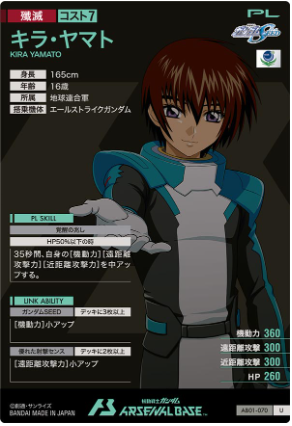 殲滅 コスト7 PL
キラ・ヤマト
KIRA YAMATO
身長 165cm
年齢 16歳
所属 地球連合軍
搭乗機体 エールストライクガンダム
PL SKILL
覚醒の兆し
HP50%以下の時
35秒間、自身の[機動力][遠距離
攻撃力][近距離攻撃力]を中アッ
プする。
LINK ABILITY
ガンダムSEED デッキに3枚以上
[機動力]小アップ
優れた射撃センス デッキに2枚以上
[遠距離攻撃力]小アップ
機動力 360
遠距離攻撃力 300
近距離攻撃力 300
HP 260
©創通・サンライズ
BANDAI MADE IN JAPAN
機動戦士ガンダム
ARSENAL BASE
AB01-070 U